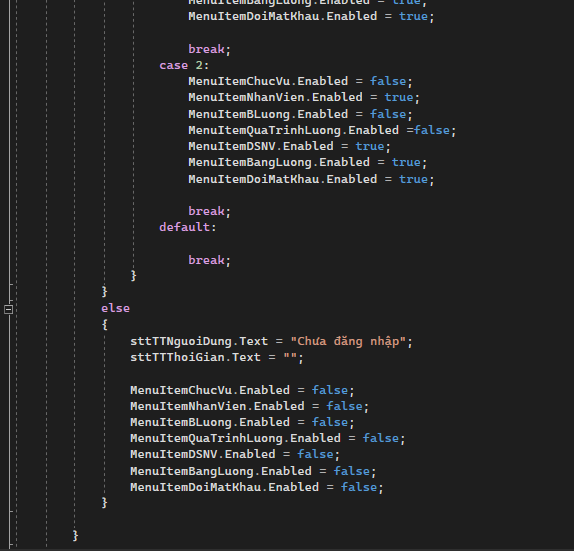 MenuItemBangLuong.Enabled = true;
MenuItemDoiMatKhau.Enabled = true;
break;
case 2:
MenuItemChucVu.Enabled = false;
MenuItemNhanVien.Enabled = true;
MenuItemBLuong.Enabled = false;
MenuItemQuaTrinhLuong.Enabled =false;
MenuItemDSNV.Enabled = true;
MenuItemBangLuong.Enabled = true;
MenuItemDoiMatKhau.Enabled = true;
break;
default:
break;
}
}
else
{
sttTTNguoiDung.Text = "Chưa đăng nhập";
sttTTThoiGian.Text = "";
MenuItemChucVu.Enabled = false;
MenuItemNhanVien.Enabled = false;
MenuItemBLuong.Enabled = false;
MenuItemQuaTrinhLuong.Enabled = false;
MenuItemDSNV.Enabled = false;
MenuItemBangLuong.Enabled = false;
MenuItemDoiMatKhau.Enabled = false;
}
}